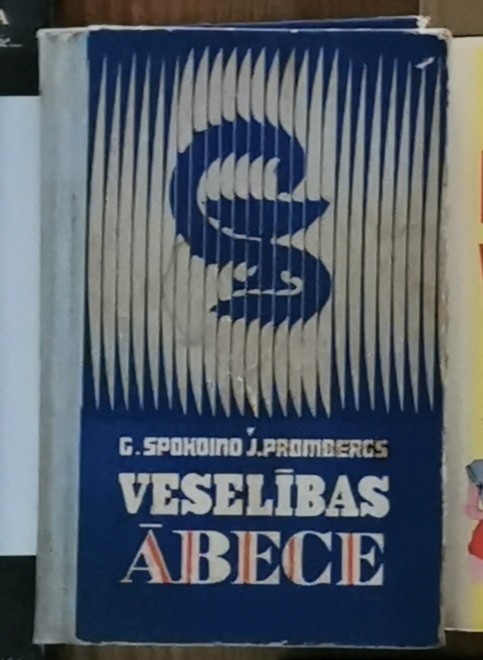 G. SPOKOINO J. PROMBERGS
VESELĪBAS
ĀBECE